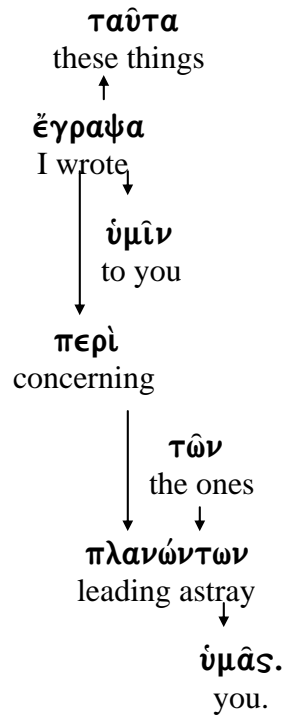 ταῦτα
these things
ἔγραψα
I wrote
ὑμῖν
to you
περὶ
concerning
τῶν
the ones
πλανώντων
leading astray
ὑμᾶς.
you.